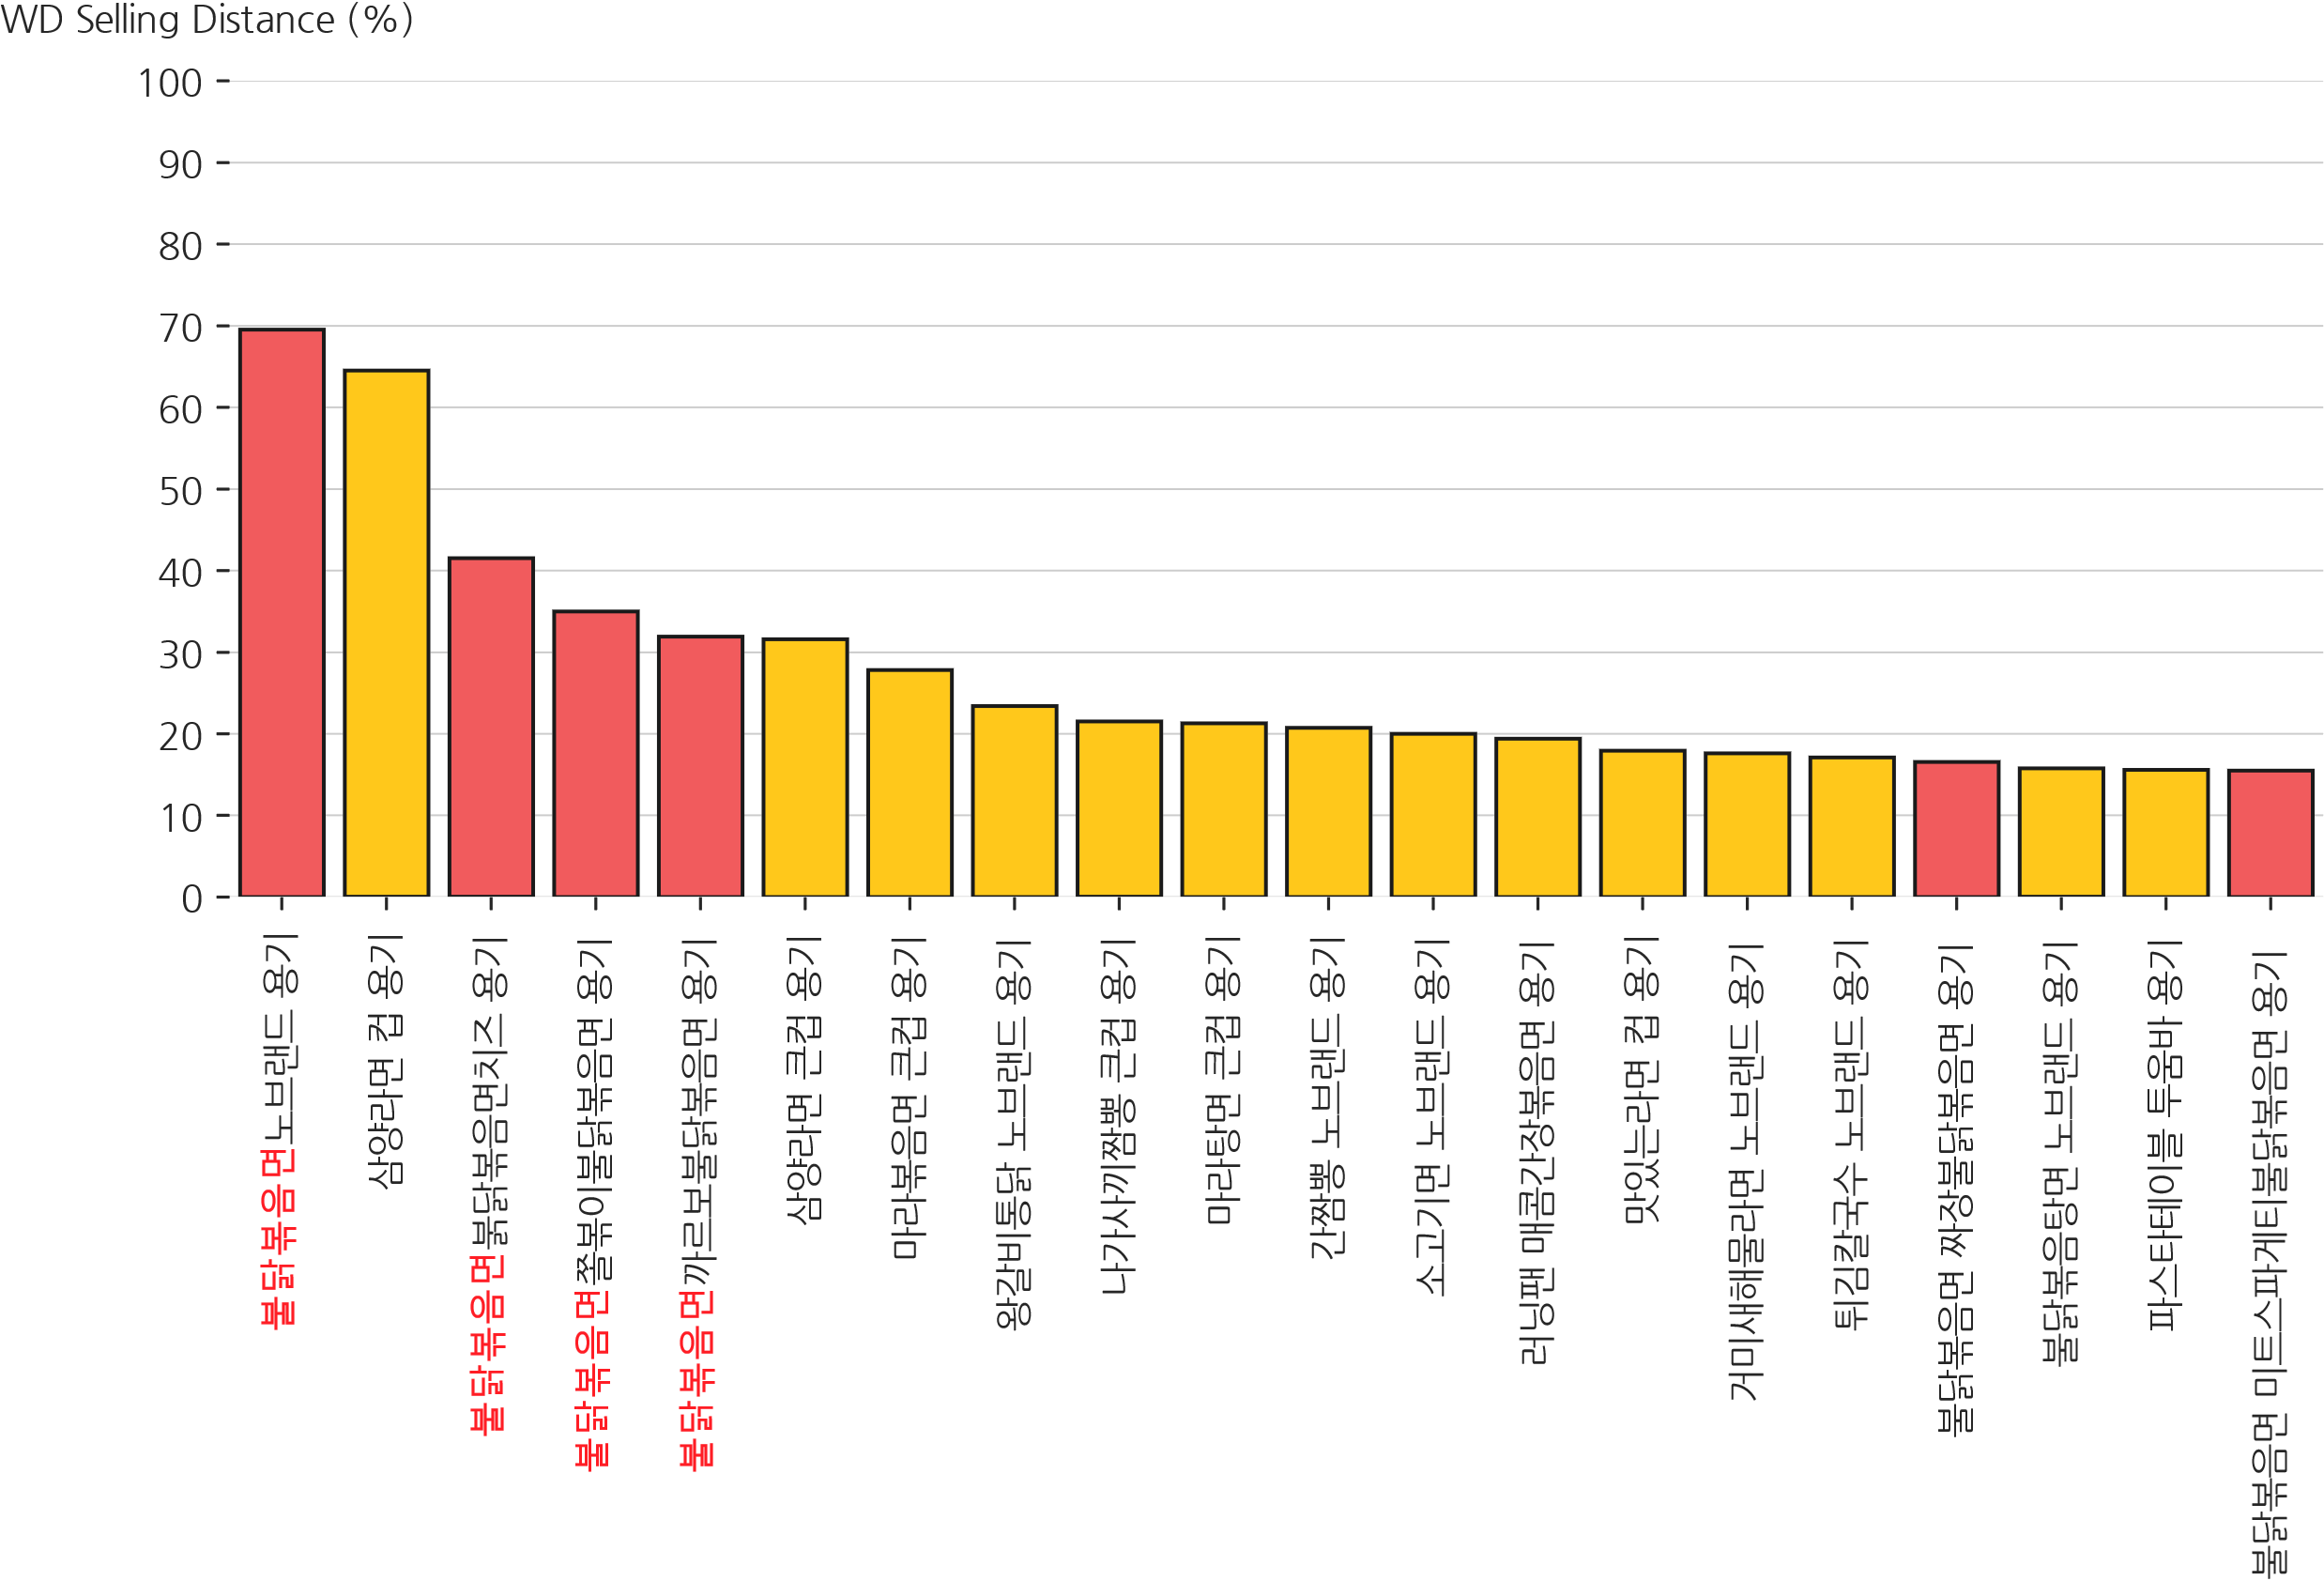 WD Selling Distance (%)
100
90
80
70
60
50
40
30
20
10
0
불닭볶음면노브랜드 용기
삼양라면 컵 용기
불닭볶음면불닭볶음면치즈 용기
불닭볶음면쫄볶이불닭볶음면 용기
불닭볶음면까르보불닭볶음면 용기
삼양라면 큰컵 용기
마라볶음면 큰컵 용기
왕갈비통닭 노브랜드 용기
나가사끼짬뽕 큰컵 용기
마라탕면 큰컵 용기
간짬뽕 노브랜드 용기
소고기면 노브랜드 용기
러닝팬 매콤간장볶음면 용기
맛있는라면 컵 용기
거미새해물라면 노브랜드 용기
튀김칼국수 노브랜드 용기
불닭볶음면 짜장불닭볶음면 용기
불닭볶음탕면 노브랜드 용기
파스타테이블 투움바 용기
불닭볶음면 미트스파게티불닭볶음면 용기